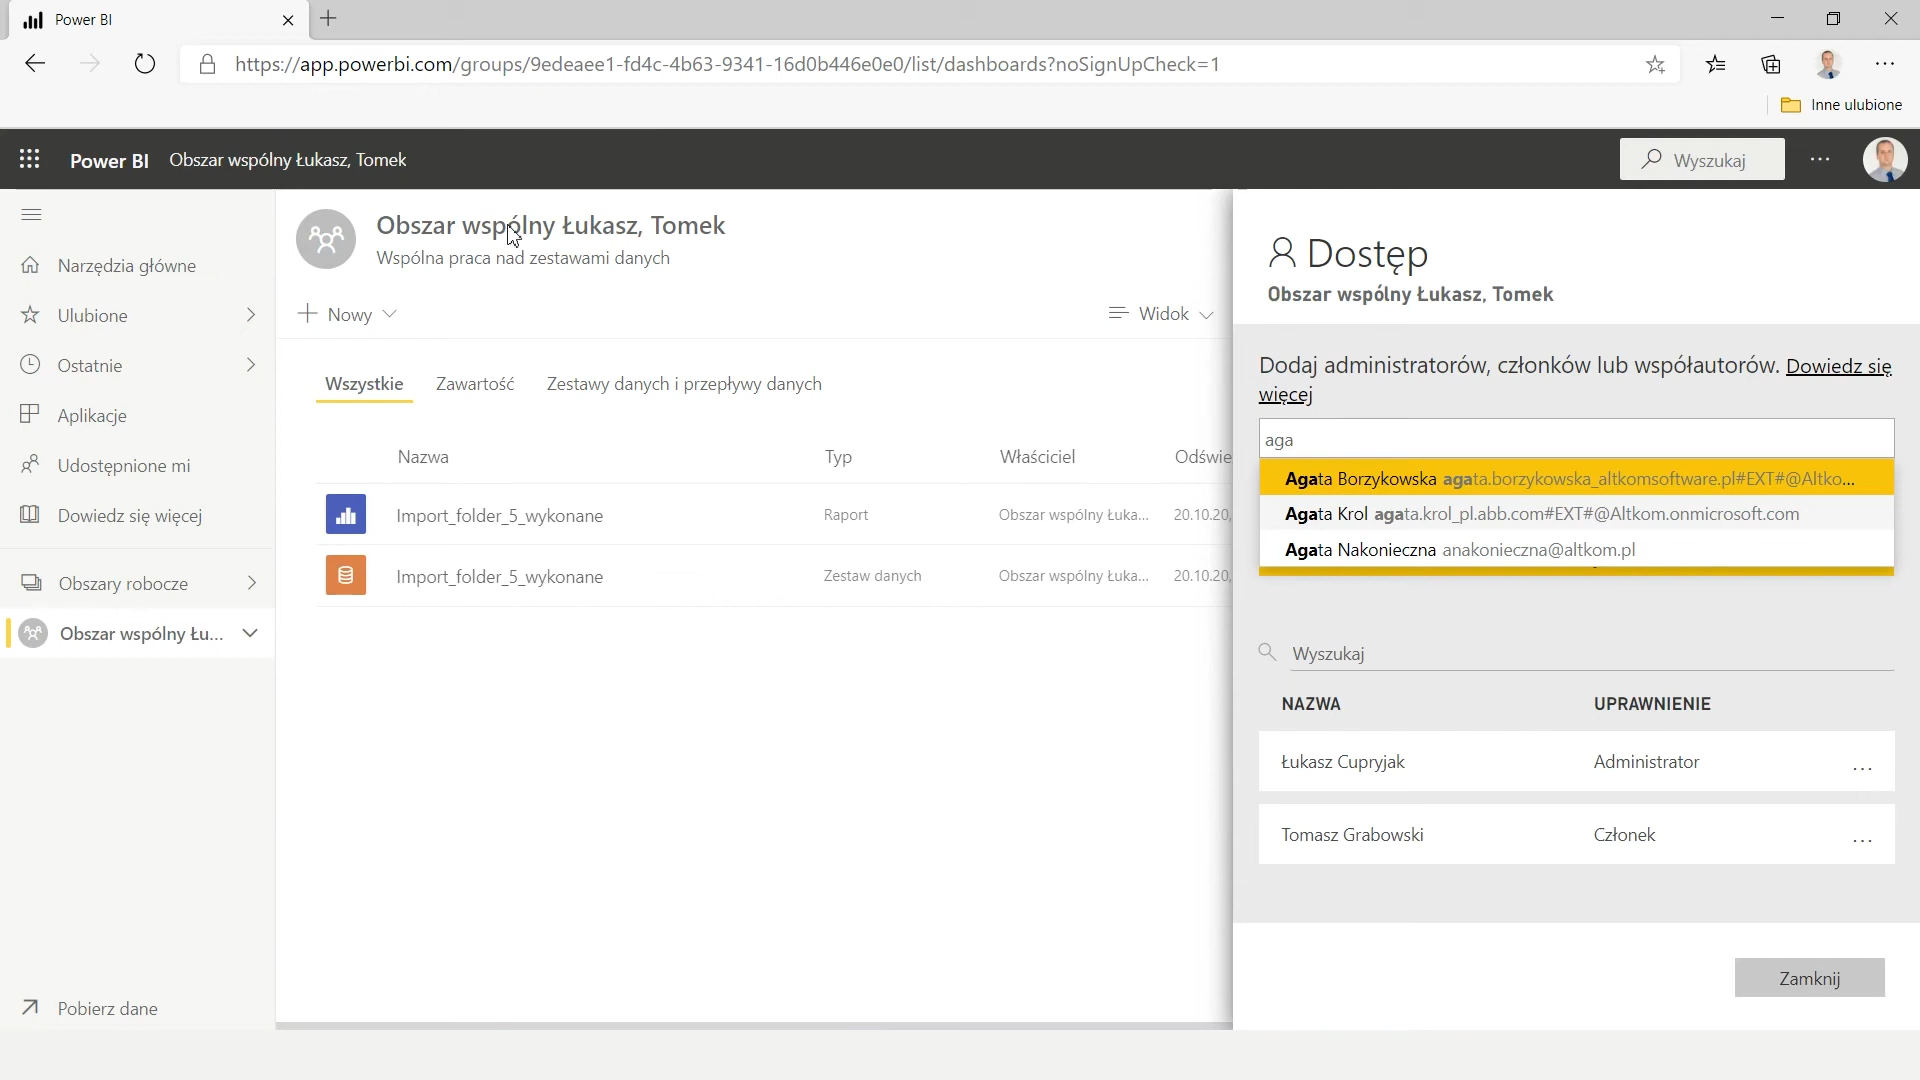 Power BI
https://app.powerbi.com/groups/9edeaee1-fd4c-4b63-9341-16d0b446e0e0/list/dashboards?noSignUpCheck=1
Inne ulubione
Power BI Obszar wspólny Łukasz, Tomek
Wyszukaj
Narzędzia główne
Ulubione
Ostatnie
Aplikacje
Udostępnione mi
Dowiedz się więcej
Obszary robocze
Obszar wspólny Łu...
Pobierz dane
Obszar wspólny Łukasz, Tomek
Wspólna praca nad zestawami danych
Nowy
Widok
Wszystkie Zawartość Zestawy danych i przepływy danych
Nazwa Typ Właściciel Odświe
Import_folder_5_wykonane Raport Obszar wspólny Łuka... 20.10.20,
Import_folder_5_wykonane Zestaw danych Obszar wspólny Łuka... 20.10.20,
Dostęp
Obszar wspólny Łukasz, Tomek
Dodaj administratorów, członków lub współautorów. Dowiedz się
więcej
aga
Agata Borzykowska agata.borzykowska_altkomsoftware.pl#EXT#@Altko...
Agata Krol agata.krol_pl.abb.com#EXT#@Altkom.onmicrosoft.com
Agata Nakonieczna anakonieczna@altkom.pl
Wyszukaj
NAZWA UPRAWNIENIE
Łukasz Cupryjak Administrator ...
Tomasz Grabowski Członek ...
Zamknij